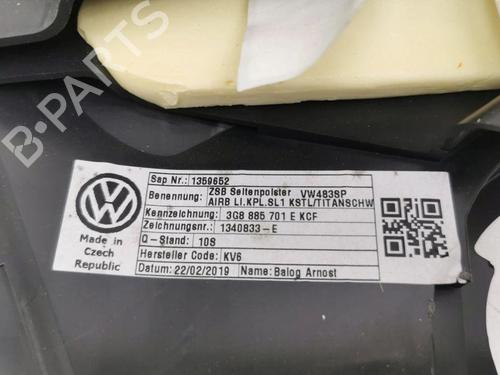 Sap Nr.: 1359652
Benennung: ZSB Seitenpolster VW483SP
AIRB LI.KPL.SL1 KSTL/TITANSCHW
Kennzeichnung: 3G8 885 701 E KCF
Zeichnungsnr.: 1340833-E
Q-Stand: 10S
Hersteller Code: KV6
Datum: 22/02/2019 Name: Balog Arnost
Made in
Czech
Republic
B-PARTS